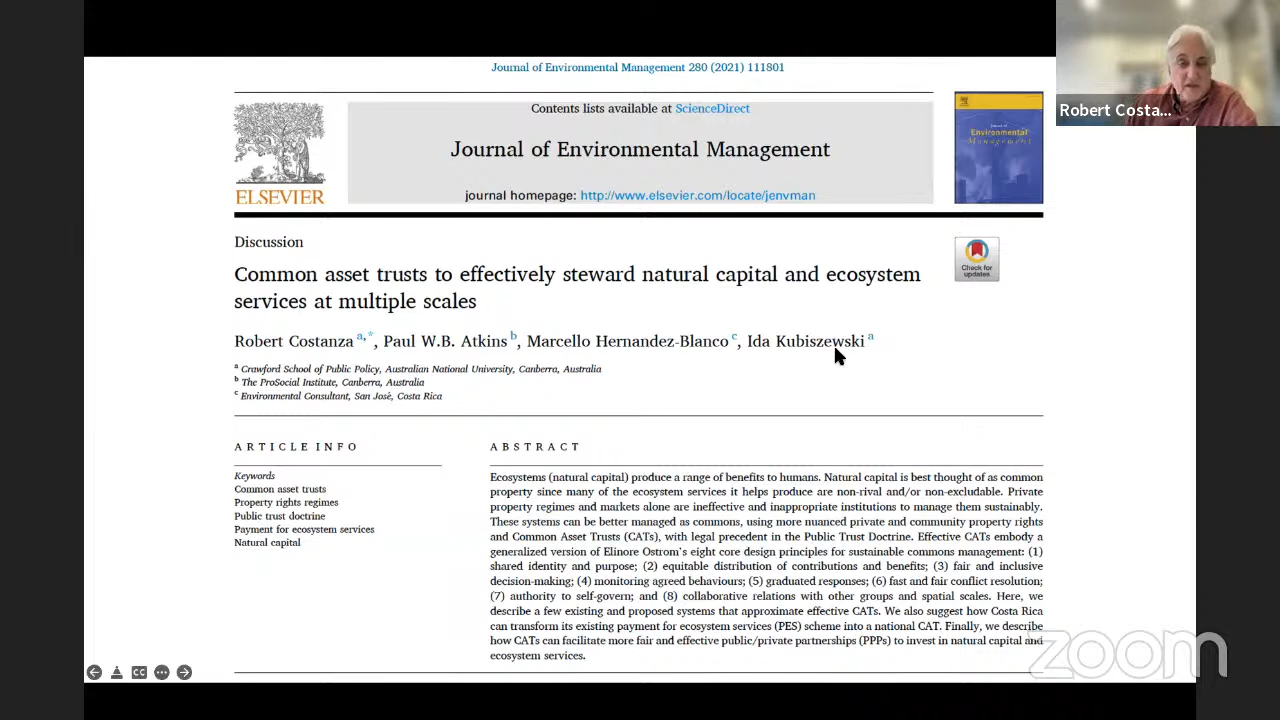 Journal of Environmental Management 280 (2021) 111801
Contents lists available at ScienceDirect
Journal of Environmental Management
journal homepage: http://www.elsevier.com/locate/jenvman
ELSEVIER
Environmental
Management
Robert Costa...
Discussion
Common asset trusts to effectively steward natural capital and ecosystem
services at multiple scales
Check for
updates
Robert Costanza a,*, Paul W.B. Atkins b, Marcello Hernandez-Blanco c, Ida Kubiszewski a
a Crawford School of Public Policy, Australian National University, Canberra, Australia
b The ProSocial Institute, Canberra, Australia
c Environmental Consultant, San José, Costa Rica
ARTICLE INFO
Keywords
Common asset trusts
Property rights regimes
Public trust doctrine
Payment for ecosystem services
Natural capital
ABSTRACT
Ecosystems (natural capital) produce a range of benefits to humans. Natural capital is best thought of as common
property since many of the ecosystem services it helps produce are non-rival and/or non-excludable. Private
property regimes and markets alone are ineffective and inappropriate institutions to manage them sustainably.
These systems can be better managed as commons, using more nuanced private and community property rights
and Common Asset Trusts (CATs), with legal precedent in the Public Trust Doctrine. Effective CATs embody a
generalized version of Elinore Ostrom's eight core design principles for sustainable commons management: (1)
shared identity and purpose; (2) equitable distribution of contributions and benefits; (3) fair and inclusive
decision-making; (4) monitoring agreed behaviours; (5) graduated responses; (6) fast and fair conflict resolution;
(7) authority to self-govern; and (8) collaborative relations with other groups and spatial scales. Here, we
describe a few existing and proposed systems that approximate effective CATs. We also suggest how Costa Rica
can transform its existing payment for ecosystem services (PES) scheme into a national CAT. Finally, we describe
how CATs can facilitate more fair and effective public/private partnerships (PPPs) to invest in natural capital and
ecosystem services.
CC
zoom